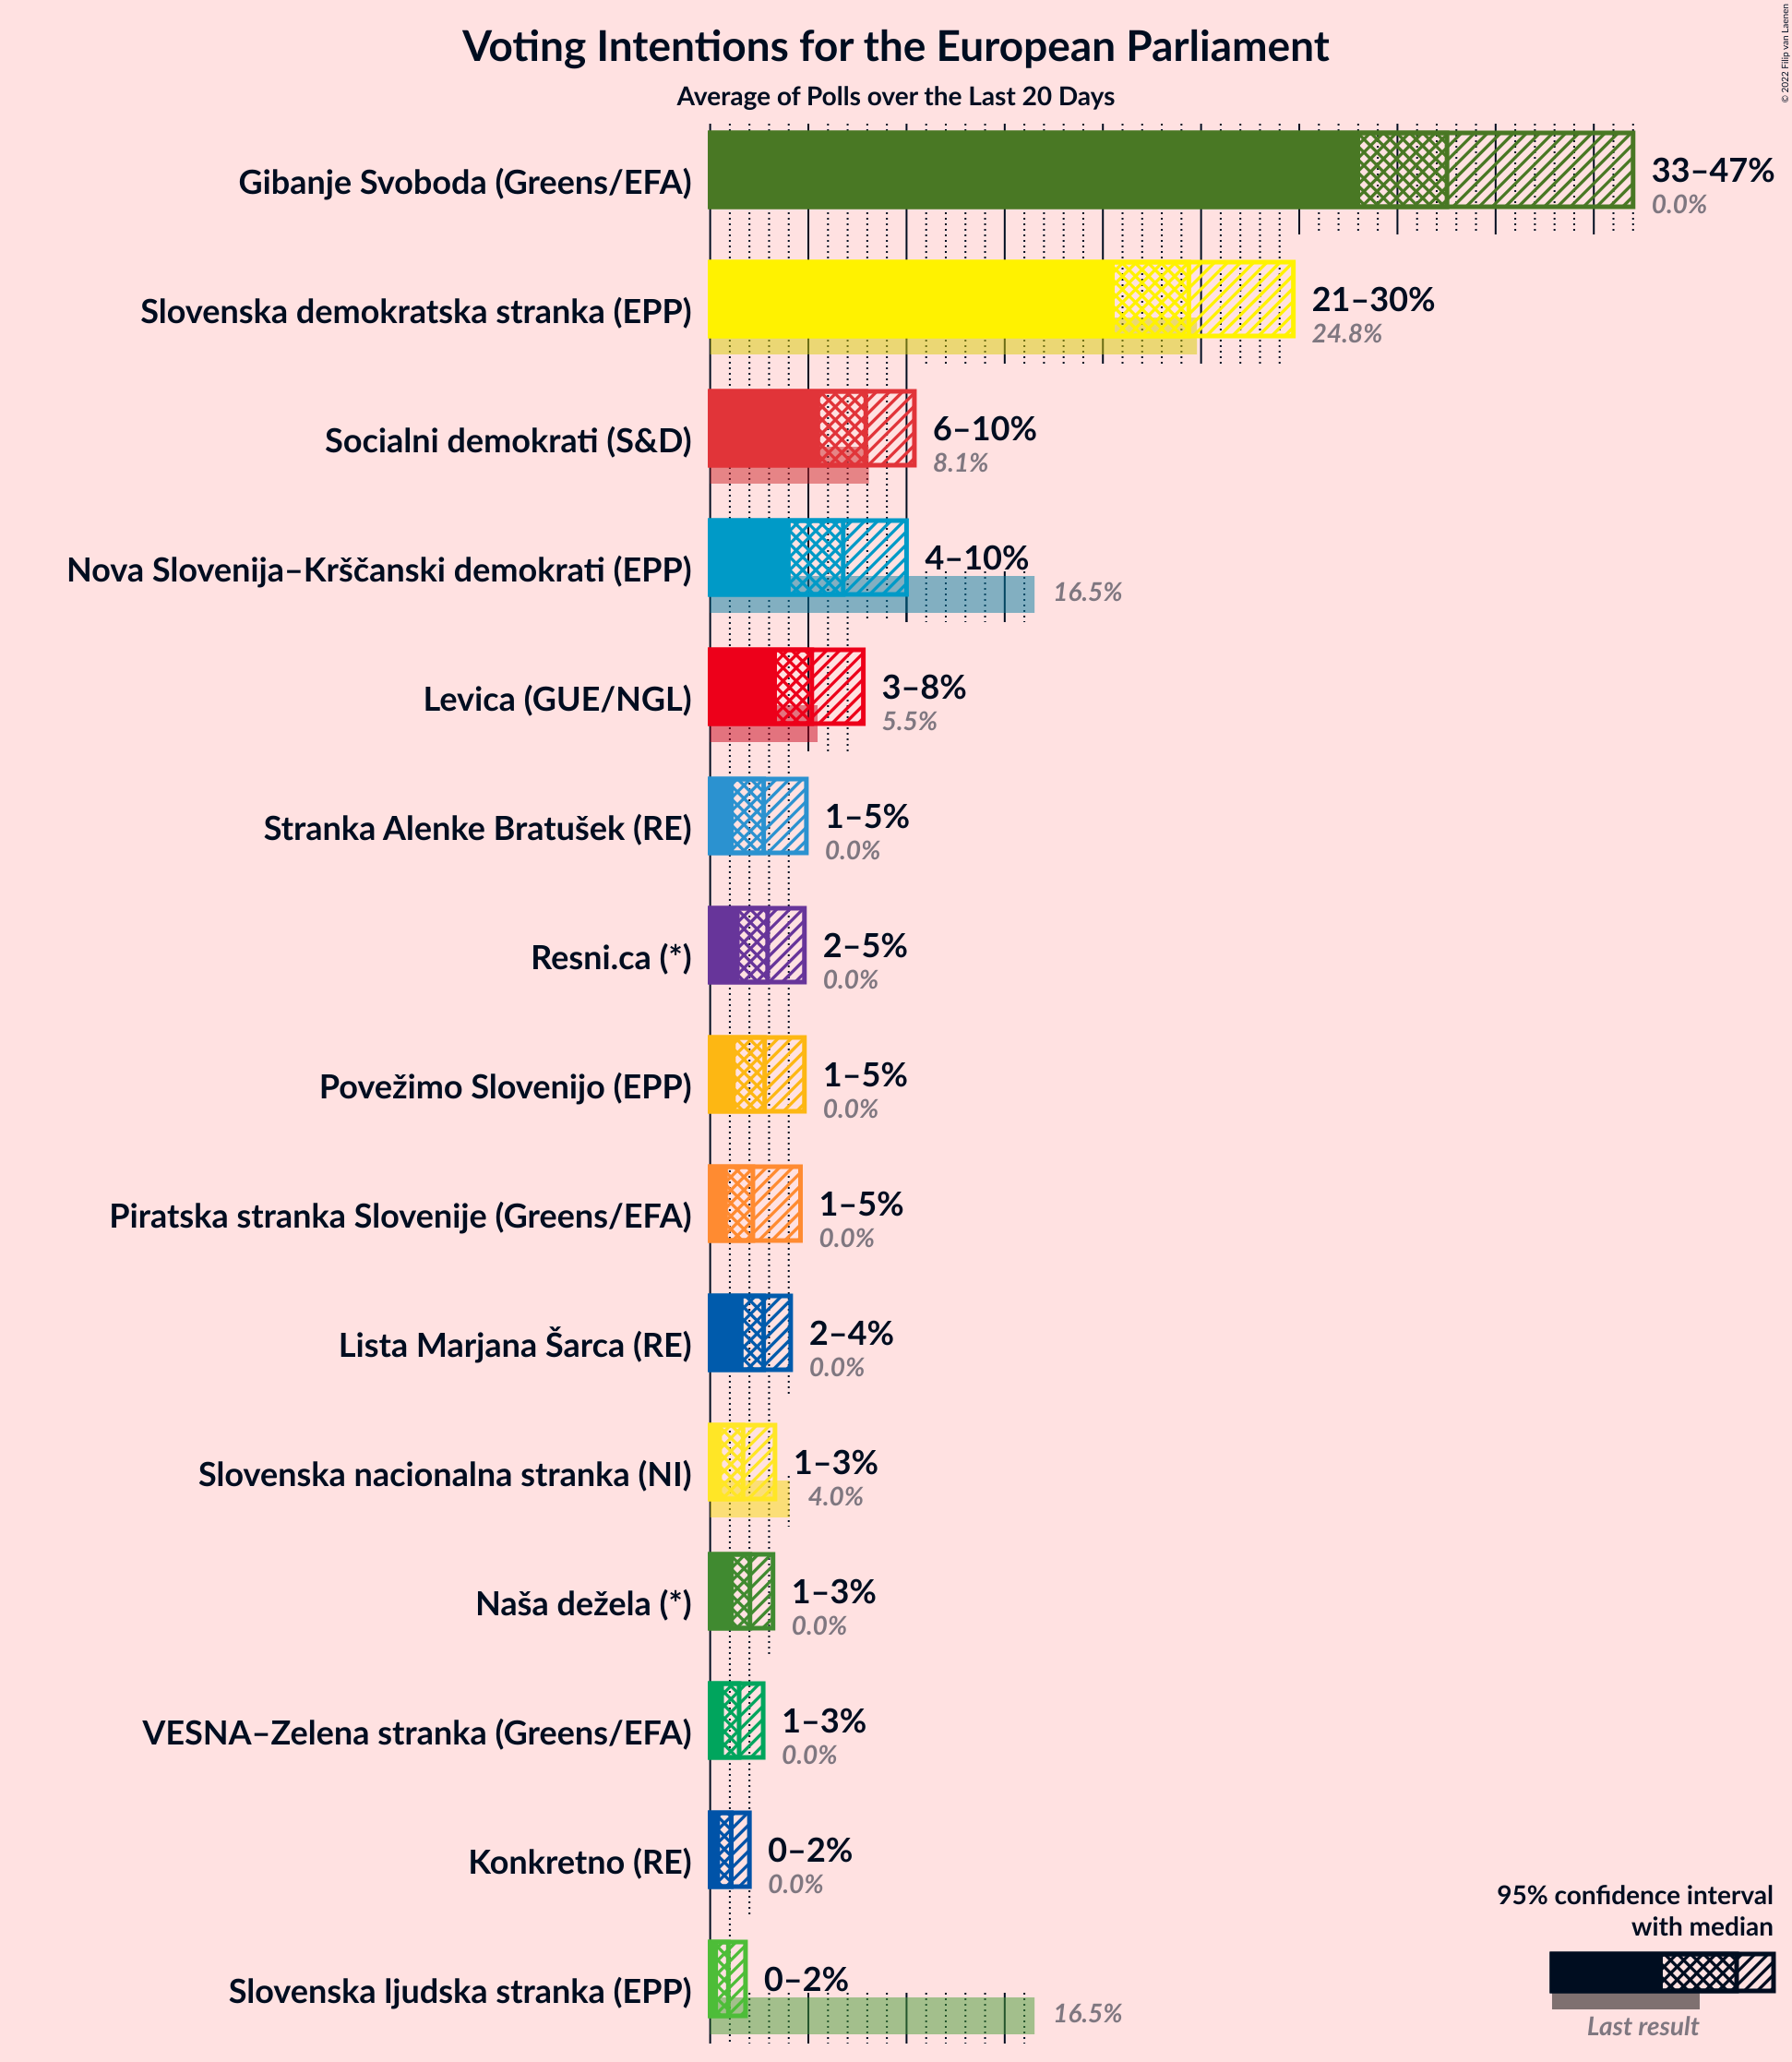 Voting Intentions for the European Parliament
Average of Polls over the Last 20 Days
© 2022 Filip van Laenen
Gibanje Svoboda (Greens/EFA)
33–47%
0.0%
Slovenska demokratska stranka (EPP)
21–30%
24.8%
Socialni demokrati (S&D)
6–10%
8.1%
Nova Slovenija–Krščanski demokrati (EPP)
4–10%
16.5%
Levica (GUE/NGL)
3–8%
5.5%
Stranka Alenke Bratušek (RE)
1–5%
0.0%
Resni.ca (*)
2–5%
0.0%
Povežimo Slovenijo (EPP)
1–5%
0.0%
Piratska stranka Slovenije (Greens/EFA)
1–5%
0.0%
Lista Marjana Šarca (RE)
2–4%
0.0%
Slovenska nacionalna stranka (NI)
1–3%
4.0%
Naša dežela (*)
1–3%
0.0%
VESNA–Zelena stranka (Greens/EFA)
1–3%
0.0%
Konkretno (RE)
0–2%
0.0%
Slovenska ljudska stranka (EPP)
0–2%
16.5%
95% confidence interval
with median
Last result